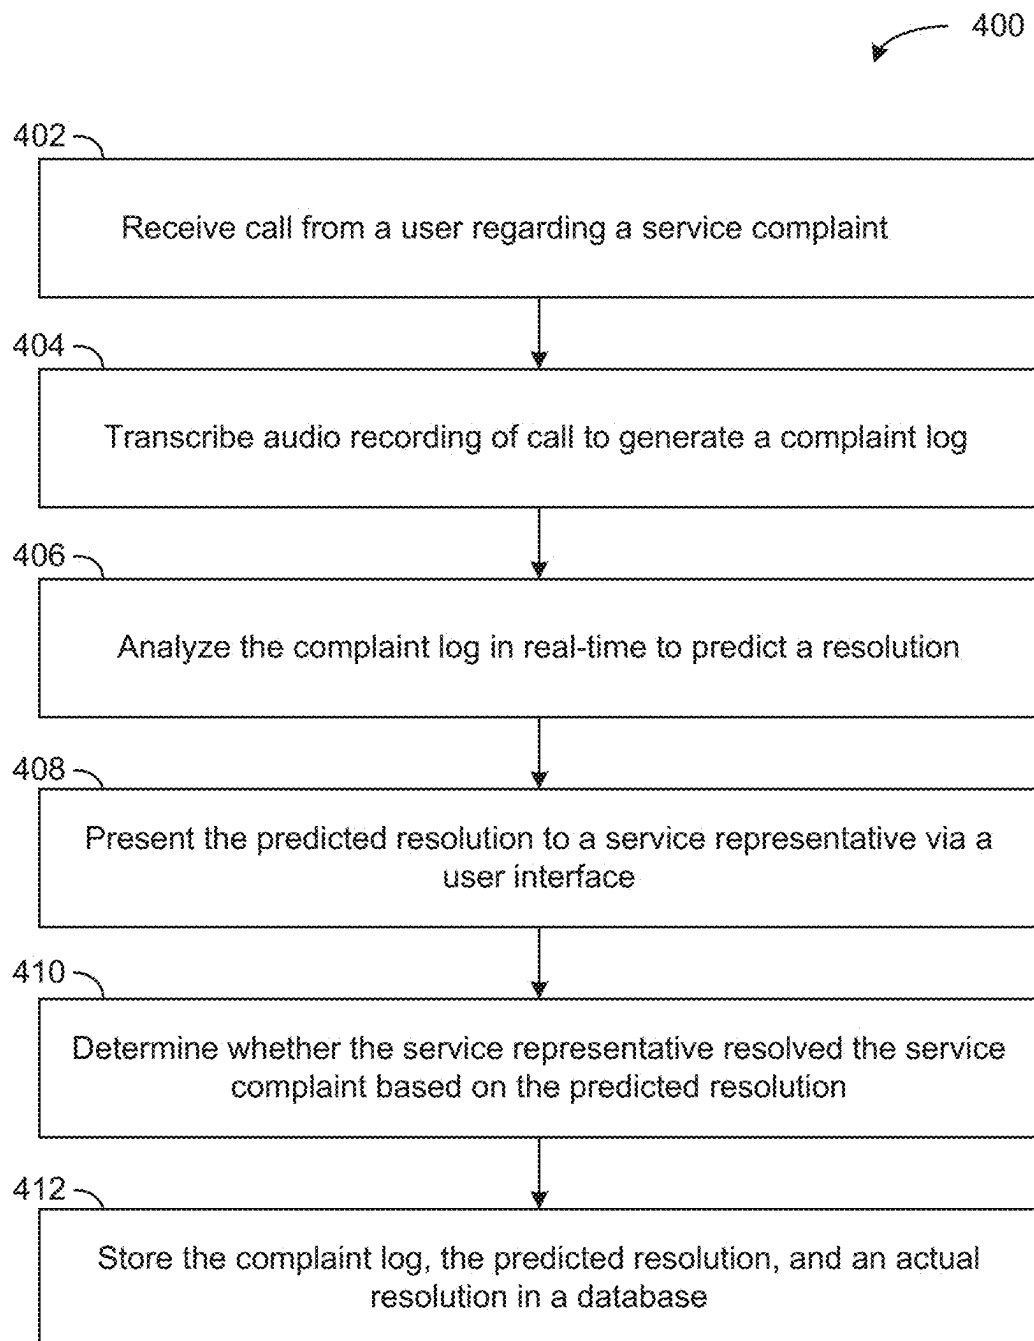 400
402
Receive call from a user regarding a service complaint
404
Transcribe audio recording of call to generate a complaint log
406
Analyze the complaint log in real-time to predict a resolution
408
Present the predicted resolution to a service representative via a
user interface
410
Determine whether the service representative resolved the service
complaint based on the predicted resolution
412
Store the complaint log, the predicted resolution, and an actual
resolution in a database